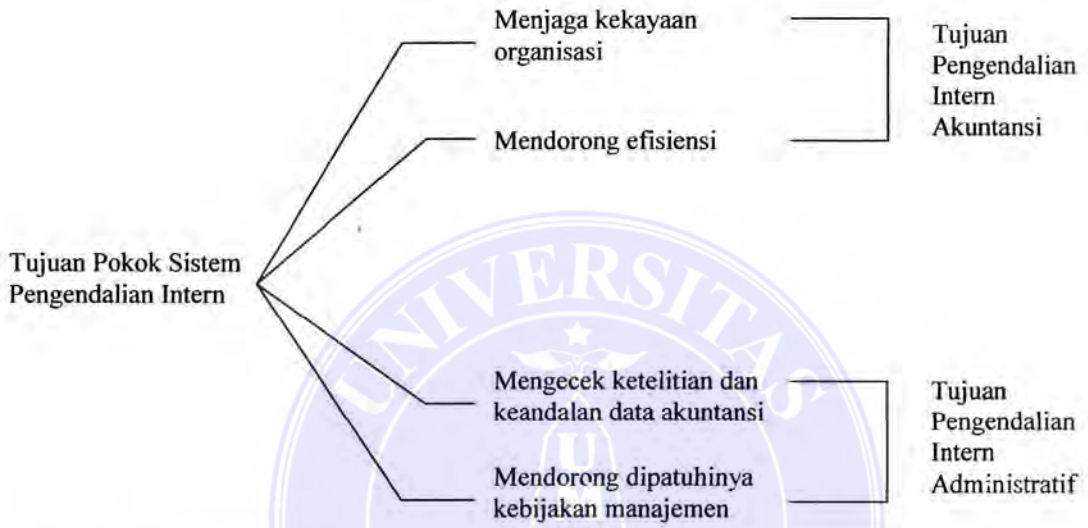 Menjaga kekayaan
organisasi
Tujuan
Pengendalian
Intern
Akuntansi
Mendorong efisiensi
Tujuan Pokok Sistem
Pengendalian Intern
UNIVERSITAS
Mengecek ketelitian dan
keandalan data akuntansi
Tujuan
Pengendalian
Intern
Administratif
Mendorong dipatuhinya
kebijakan manajemen
U
M